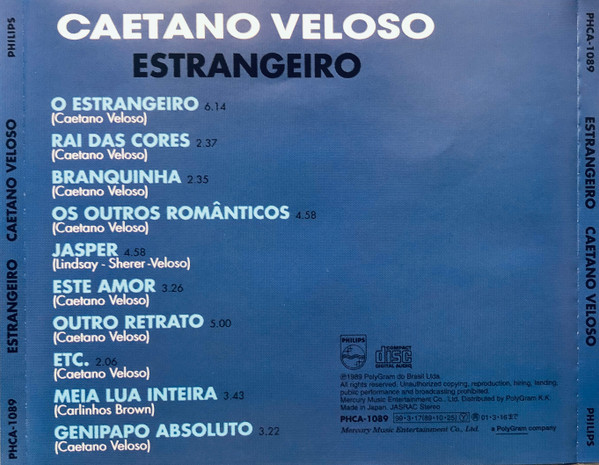 CAETANO VELOSO
ESTRANGEIRO
O ESTRANGEIRO 6.14
(Caetano Veloso)
RAI DAS CORES 2.37
(Caetano Veloso)
BRANQUINHA 2.35
(Caetano Veloso)
OS OUTROS ROMÂNTICOS 4.58
(Caetano Veloso)
JASPER 4.58
(Lindsay - Sherer -Veloso)
ESTE AMOR 3.26
(Caetano Veloso)
OUTRO RETRATO 5.00
(Caetano Veloso)
ETC. 2.06
(Caetano Veloso)
MEIA LUA INTEIRA 3.43
(Carlinhos Brown)
GENIPAPO ABSOLUTO 3.22
(Caetano Veloso)
PHILIPS
COMPACT
disc
DIGITAL AUDIO
℗1989 PolyGram do Brasil Ltds.
All rights reserved. Unauthorized copying, reproduction, hiring, lending,
public performance and broadcasting prohibited.
Mercury Music Entertainment Co., Ltd. Distributed by PolyGram K.K.
Made in Japan. JASRAC Stereo
PHCA-1089
Mercury Music Entertainment Co., Ltd.
a PolyGram company
PHCA-1089 ESTRANGEIRO CAETANO VELOSO PHILIPS
PHCA-1089 ESTRANGEIRO CAETANO VELOSO PHILIPS